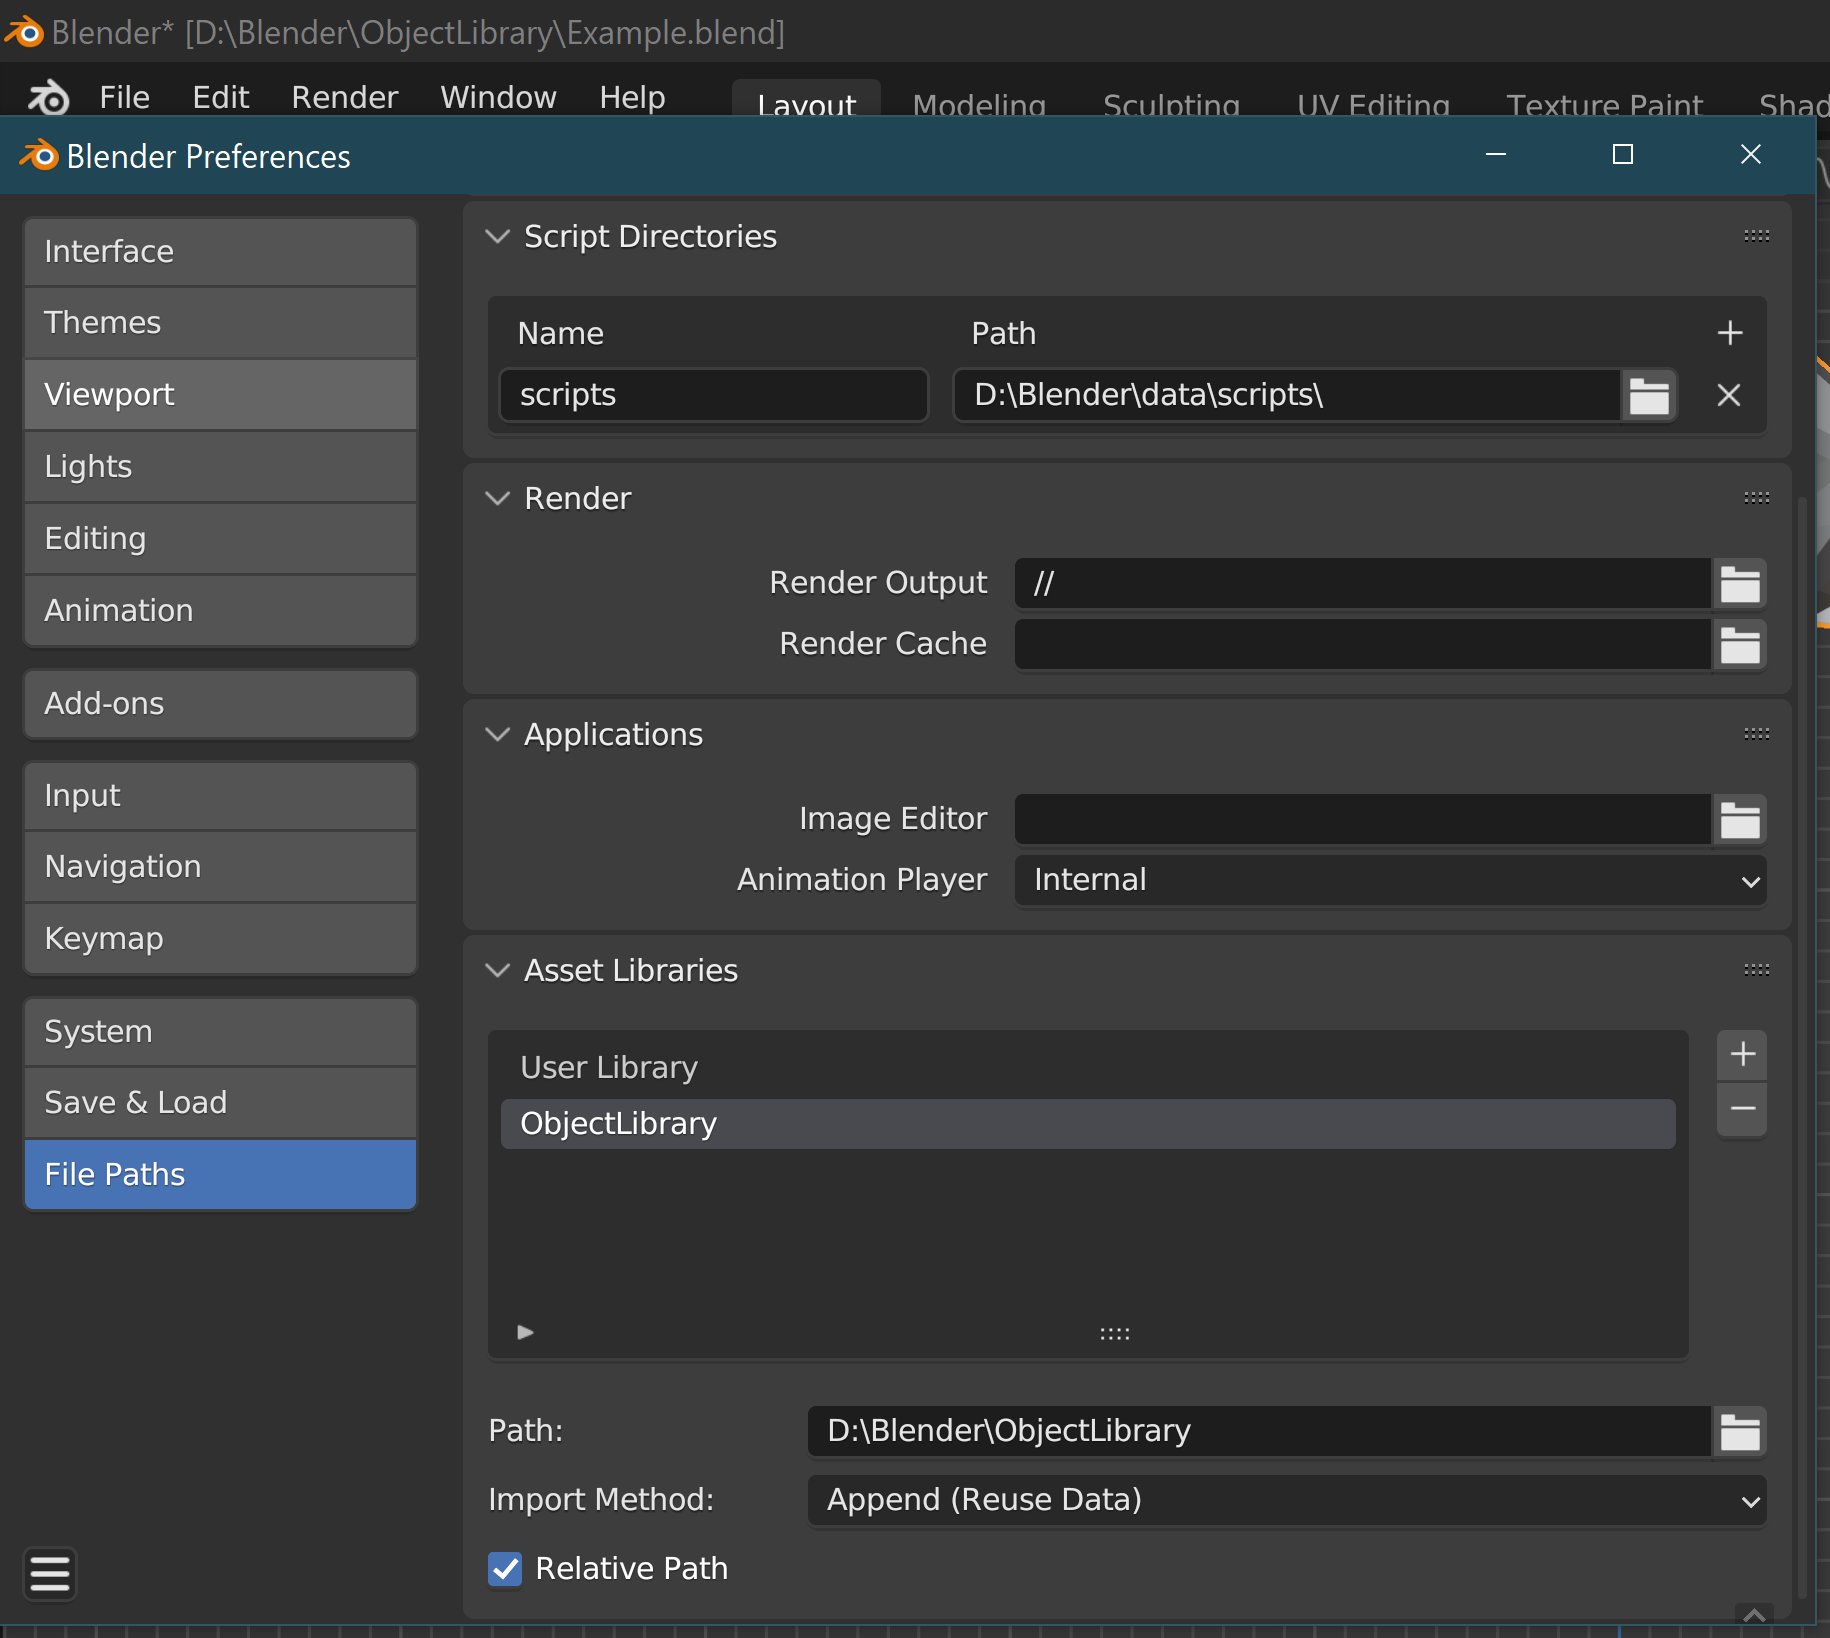 Blender* [D:\Blender\ObjectLibrary\Example.blend]
File Edit Render Window Help Layout Modeling Sculpting UV Editing Texture Paint
Blender Preferences
Interface
Themes
Viewport
Lights
Editing
Animation
Add-ons
Input
Navigation
Keymap
System
Save & Load
File Paths
Script Directories
Name Path
scripts D:\Blender\data\scripts\
Render
Render Output //
Render Cache
Applications
Image Editor
Animation Player Internal
Asset Libraries
User Library
ObjectLibrary
Path: D:\Blender\ObjectLibrary
Import Method: Append (Reuse Data)
Relative Path